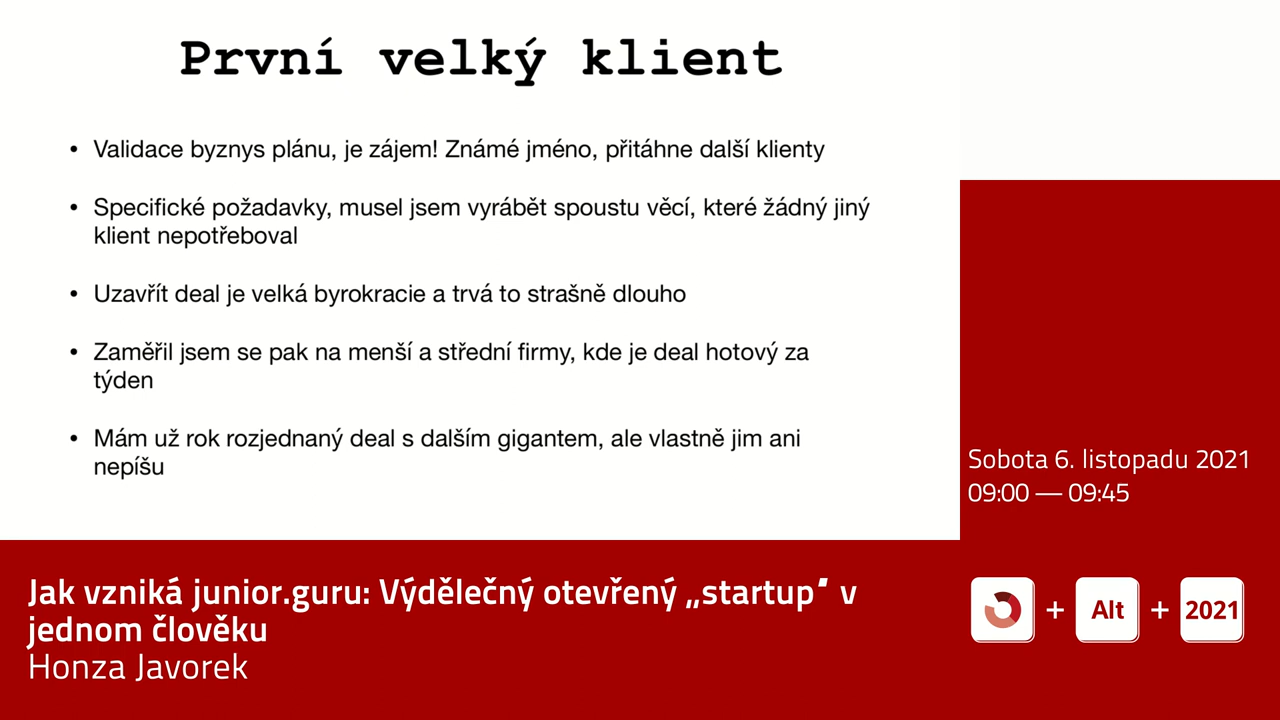 První velký klient
• Validace byznys plánu, je zájem! Známé jméno, přitáhne další klienty
• Specifické požadavky, musel jsem vyrábět spoustu věcí, které žádný jiný
klient nepotřeboval
• Uzavřít deal je velká byrokracie a trvá to strašně dlouho
• Zaměřil jsem se pak na menší a střední firmy, kde je deal hotový za
týden
• Mám už rok rozjednaný deal s dalším gigantem, ale vlastně jim ani
nepíšu
Sobota 6. listopadu 2021
09:00 — 09:45
Jak vzniká junior.guru: Výdělečný otevřený „startup“ v
jednom člověku
Honza Javorek
+ Alt + 2021